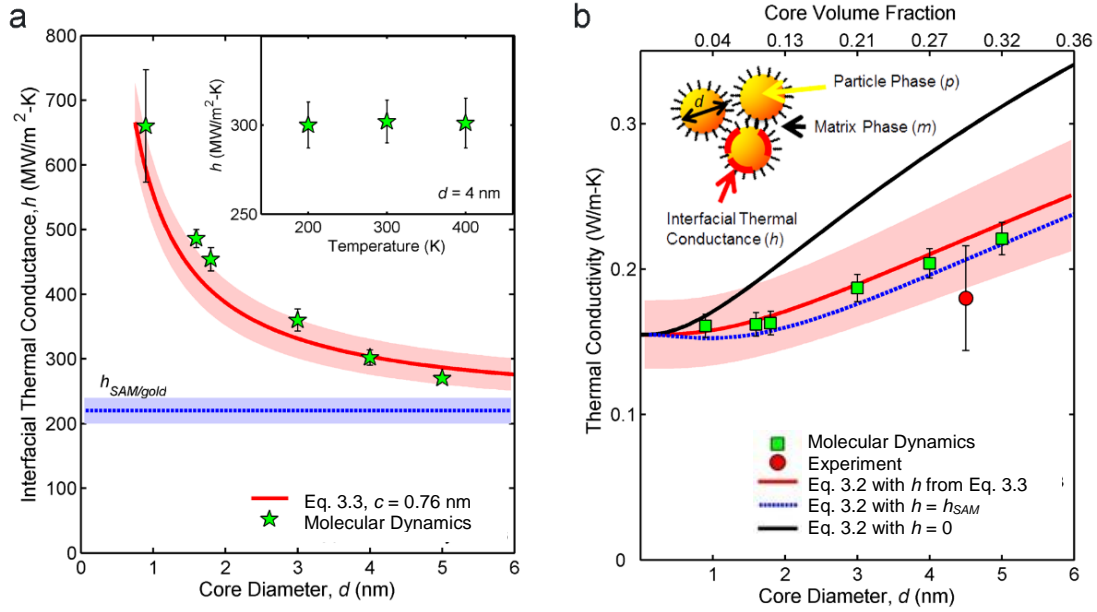 a
800
700
600
500
400
300
200
100
0
Interfacial Thermal Conductance, h (MW/m²-K)
0 1 2 3 4 5 6
Core Diameter, d (nm)
350
300
250
h (MW/m²-K)
200 300 400
Temperature (K)
d = 4 nm
hSAM/gold
Eq. 3.3, c = 0.76 nm
Molecular Dynamics
b
Core Volume Fraction
0.04 0.13 0.21 0.27 0.32 0.36
0.3
0.2
0.1
0
Thermal Conductivity (W/m-K)
d
Particle Phase (p)
Matrix Phase (m)
Interfacial Thermal
Conductance (h)
Molecular Dynamics
Experiment
Eq. 3.2 with h from Eq. 3.3
Eq. 3.2 with h = hSAM
Eq. 3.2 with h = 0
1 2 3 4 5 6
Core Diameter, d (nm)